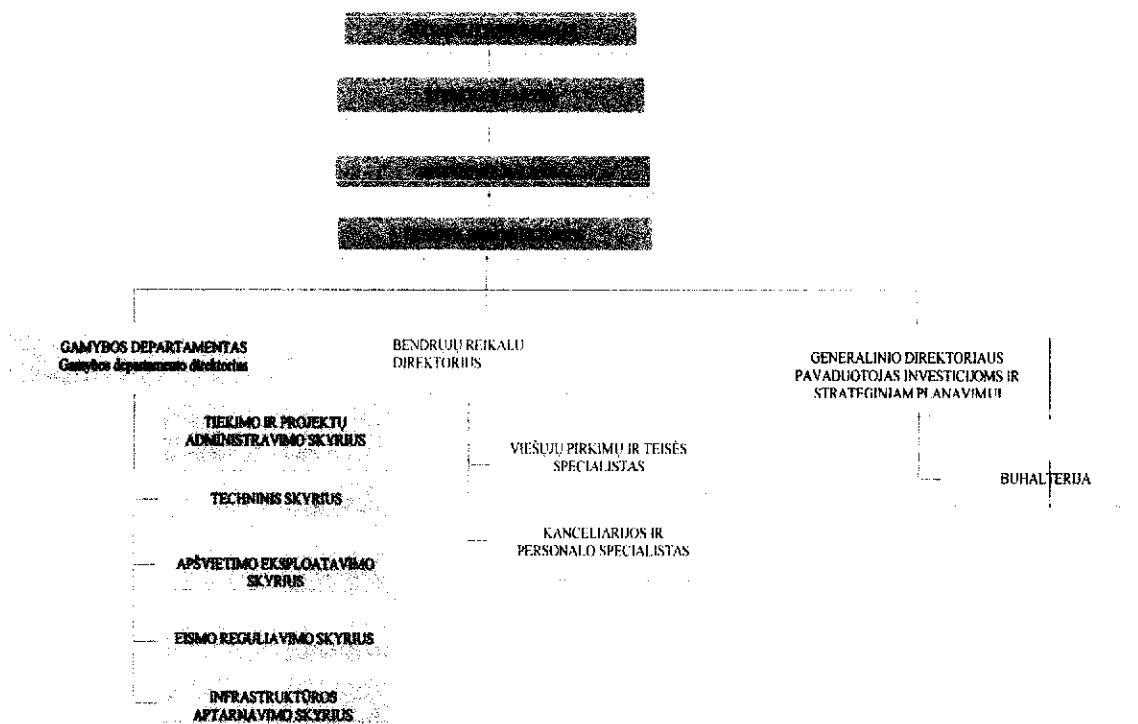 GAMYBOS DEPARTAMENTAS
Gamybos departamento direktorius
BENDRŲJŲ REIKALŲ
DIREKTORIUS
GENERALINIO DIREKTORIAUS
PAVADUOTOJAS INVESTICIJOMS IR
STRATEGINIAM PLANAVIMUI
TIEKIMO IR PROJEKTŲ
ADMINISTRAVIMO SKYRIUS
VIEŠŲJŲ PIRKIMŲ IR TEISĖS
SPECIALISTAS
BUHALTERIJA
TECHNINIS SKYRIUS
KANCELIARIJOS IR
PERSONALO SPECIALISTAS
APŠVIETIMO EKSPLOATAVIMO
SKYRIUS
EISMO REGULIAVIMO SKYRIUS
INFRASTRUKTŪROS
APTARNAVIMO SKYRIUS